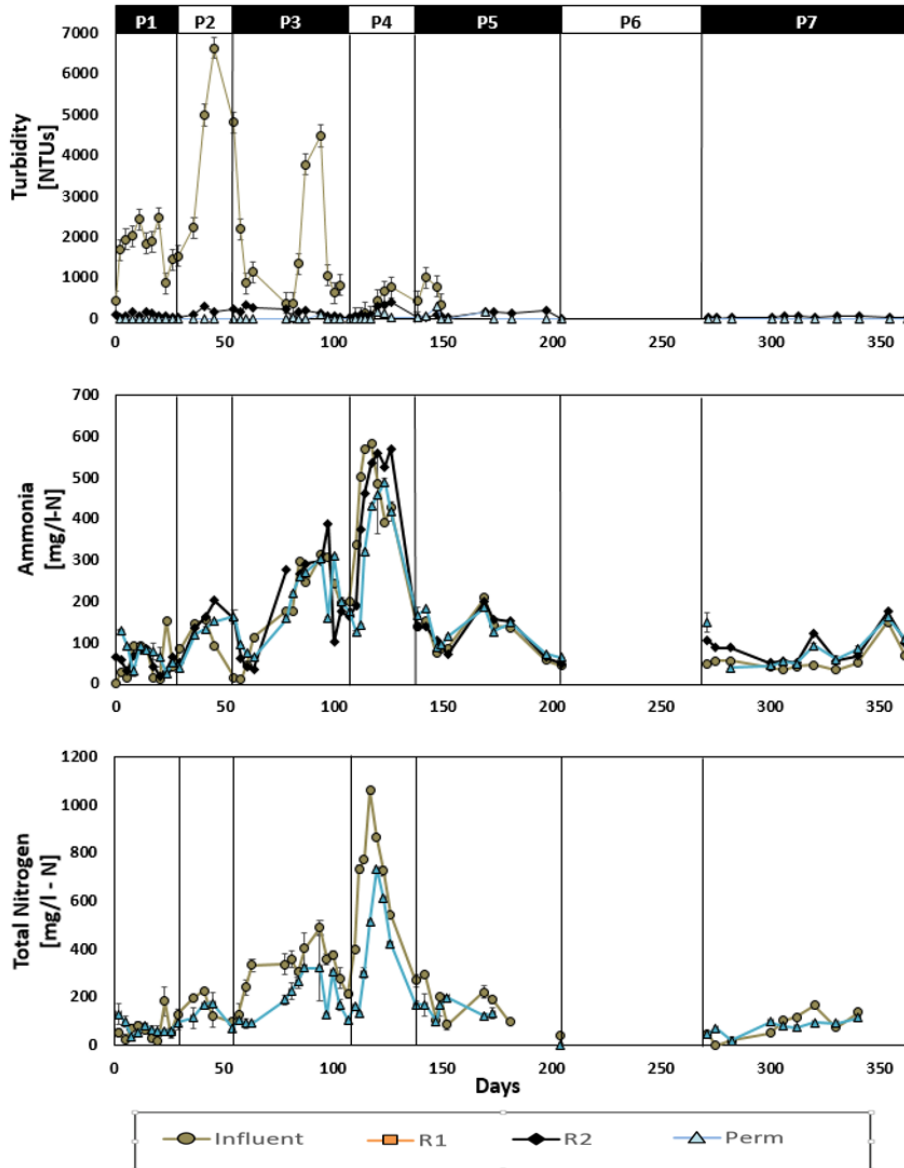 P1 P2 P3 P4 P5 P6 P7
Turbidity
[NTUs]
7000
6000
5000
4000
3000
2000
1000
0
0 50 100 150 200 250 300 350
Ammonia
[mg/l-N]
700
600
500
400
300
200
100
0
0 50 100 150 200 250 300 350
Total Nitrogen
[mg/l - N]
1200
1000
800
600
400
200
0
0 50 100 150 200 250 300 350
Days
Influent R1 R2 Perm